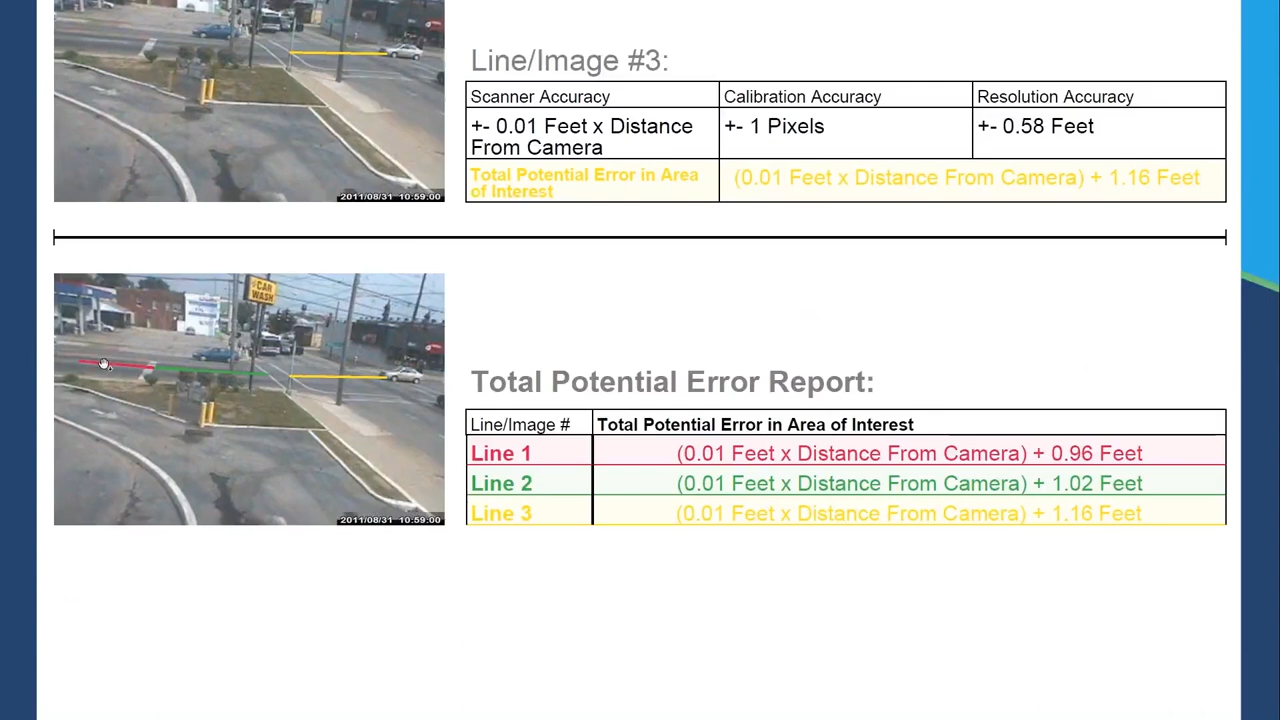 Line/Image #3:
Scanner Accuracy
Calibration Accuracy
Resolution Accuracy
+- 0.01 Feet x Distance
From Camera
+- 1 Pixels
+- 0.58 Feet
Total Potential Error in Area
of Interest
(0.01 Feet x Distance From Camera) + 1.16 Feet
2011/08/31 10:59:00
CAR
WASH
Total Potential Error Report:
Line/Image #
Total Potential Error in Area of Interest
Line 1
(0.01 Feet x Distance From Camera) + 0.96 Feet
Line 2
(0.01 Feet x Distance From Camera) + 1.02 Feet
Line 3
(0.01 Feet x Distance From Camera) + 1.16 Feet
2011/08/31 10:59:00